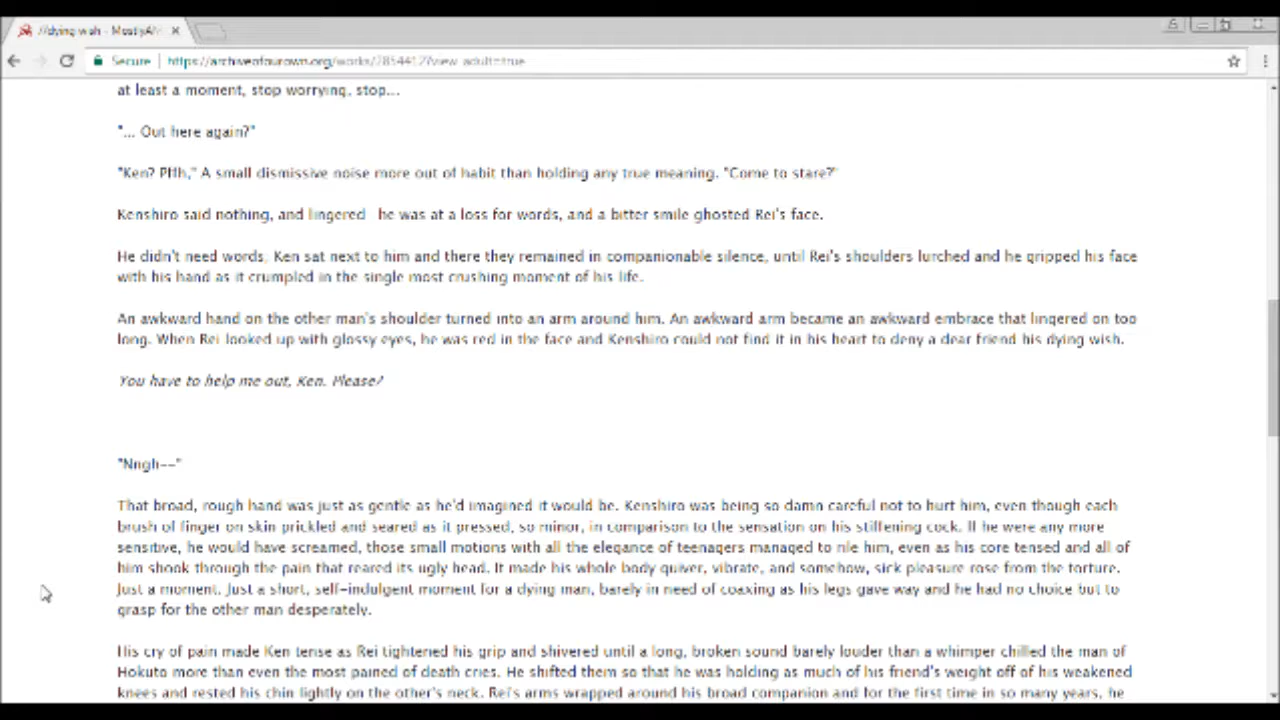 //dying wish - MostlyAl
Secure https://archiveofourown.org/works/2854412?view_adult=true
at least a moment, stop worrying, stop...
"... Out here again?"
"Ken? Pffh," A small dismissive noise more out of habit than holding any true meaning. "Come to stare?"
Kenshiro said nothing, and lingered he was at a loss for words, and a bitter smile ghosted Rei's face.
He didn't need words, Ken sat next to him and there they remained in companionable silence, until Rei's shoulders lurched and he gripped his face
with his hand as it crumpled in the single most crushing moment of his life.
An awkward hand on the other man's shoulder turned into an arm around him. An awkward arm became an awkward embrace that lingered on too
long. When Rei looked up with glossy eyes, he was red in the face and Kenshiro could not find it in his heart to deny a dear friend his dying wish.
You have to help me out, Ken. Please?
"Nngh--"
That broad, rough hand was just as gentle as he'd imagined it would be. Kenshiro was being so damn careful not to hurt him, even though each
brush of finger on skin prickled and seared as it pressed, so minor, in comparison to the sensation on his stiffening cock. If he were any more
sensitive, he would have screamed, those small motions with all the elegance of teenagers managed to rile him, even as his core tensed and all of
him shook through the pain that reared its ugly head. It made his whole body quiver, vibrate, and somehow, sick pleasure rose from the torture.
Just a moment. Just a short, self-indulgent moment for a dying man, barely in need of coaxing as his legs gave way and he had no choice but to
grasp for the other man desperately.
His cry of pain made Ken tense as Rei tightened his grip and shivered until a long, broken sound barely louder than a whimper chilled the man of
Hokuto more than even the most pained of death cries. He shifted them so that he was holding as much of his friend's weight off of his weakened
knees and rested his chin lightly on the other's neck. Rei's arms wrapped around his broad companion and for the first time in so many years, he